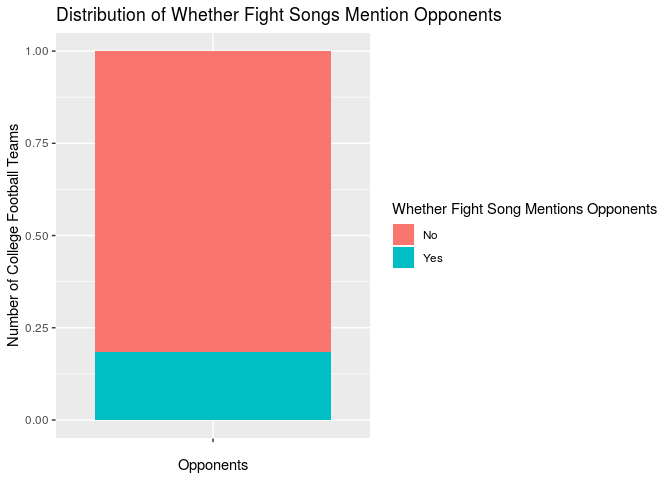 Distribution of Whether Fight Songs Mention Opponents
Number of College Football Teams
1.00
0.75
0.50
0.25
0.00
Opponents
Whether Fight Song Mentions Opponents
No
Yes